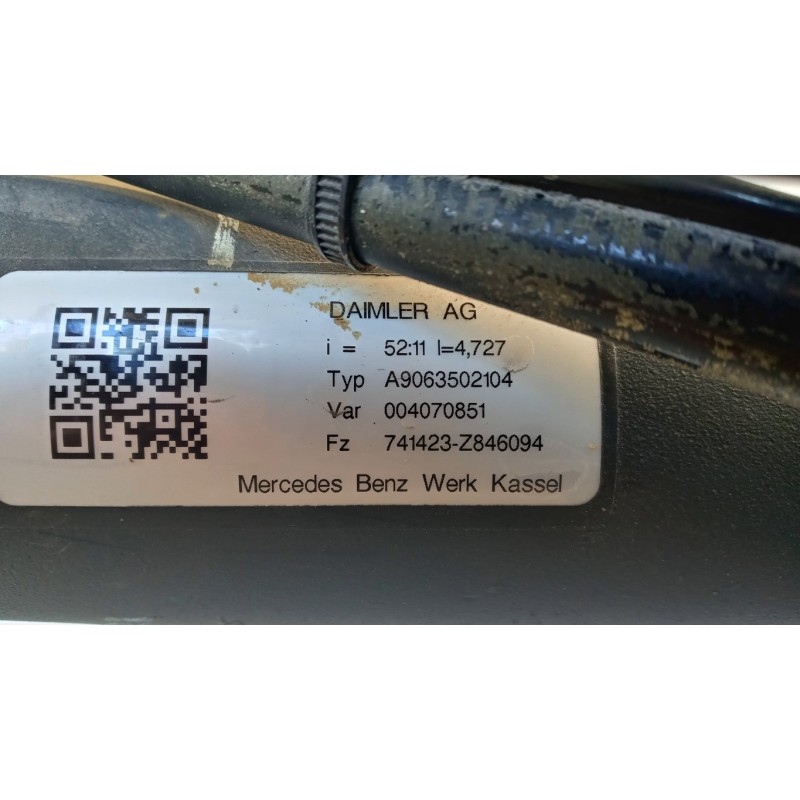 DAIMLER AG
i = 52:11 I=4,727
Typ A9063502104
Var 004070851
Fz 741423-Z846094
Mercedes Benz Werk Kassel